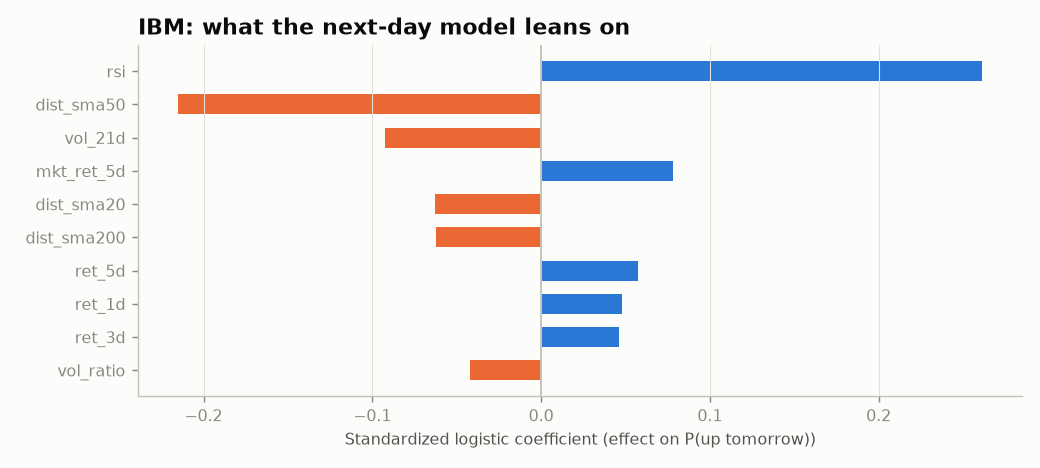 IBM: what the next-day model leans on
rsi
dist_sma50
vol_21d
mkt_ret_5d
dist_sma20
dist_sma200
ret_5d
ret_1d
ret_3d
vol_ratio
−0.2 −0.1 0.0 0.1 0.2
Standardized logistic coefficient (effect on P(up tomorrow))